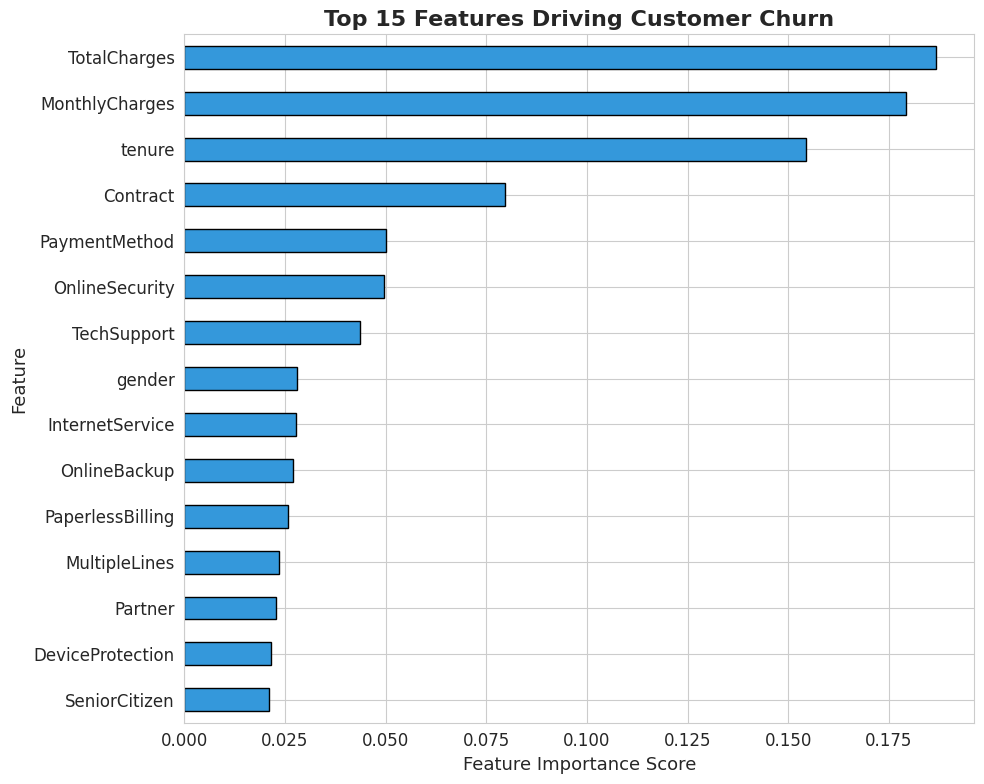 Top 15 Features Driving Customer Churn
TotalCharges
MonthlyCharges
tenure
Contract
PaymentMethod
OnlineSecurity
TechSupport
gender
InternetService
OnlineBackup
PaperlessBilling
MultipleLines
Partner
DeviceProtection
SeniorCitizen
Feature
0.000 0.025 0.050 0.075 0.100 0.125 0.150 0.175
Feature Importance Score